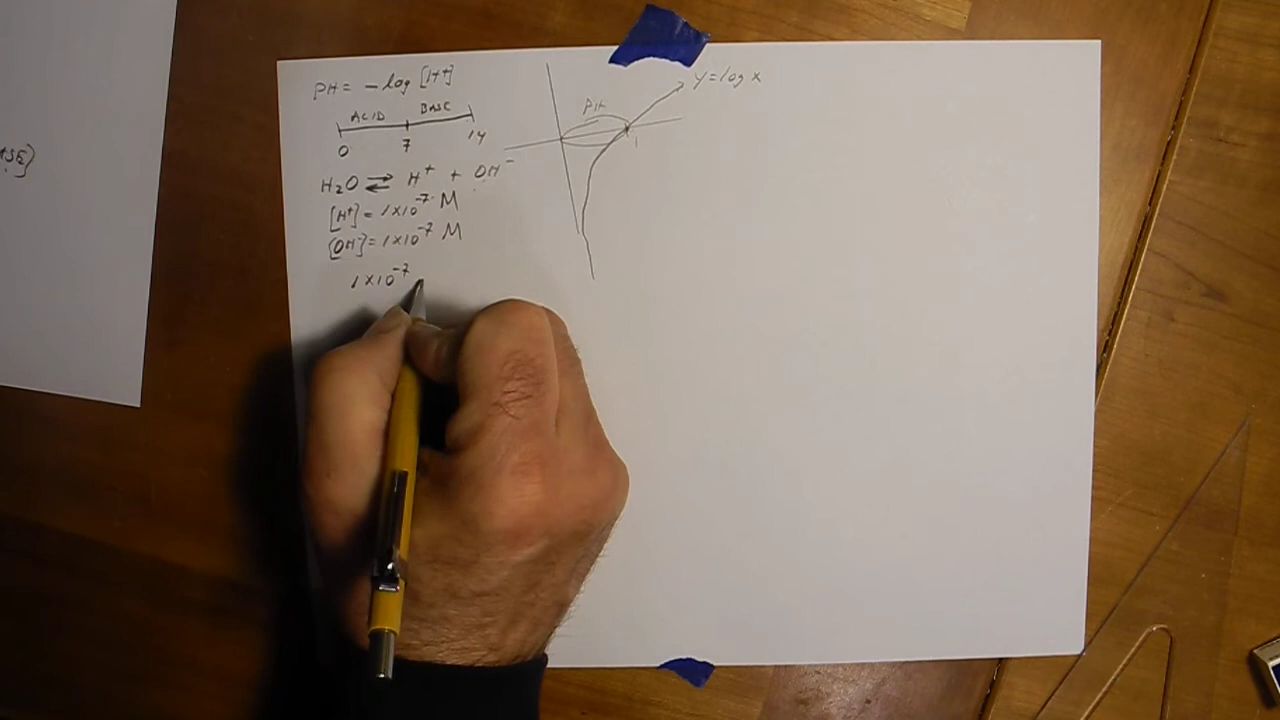 PH = -log [H+]
ACID BASE
0 7 14
H₂O ⇌ H⁺ + OH⁻
[H⁺] = 1×10⁻⁷ M
[OH⁻] = 1×10⁻⁷ M
1×10⁻⁷
y=log x
PH
1